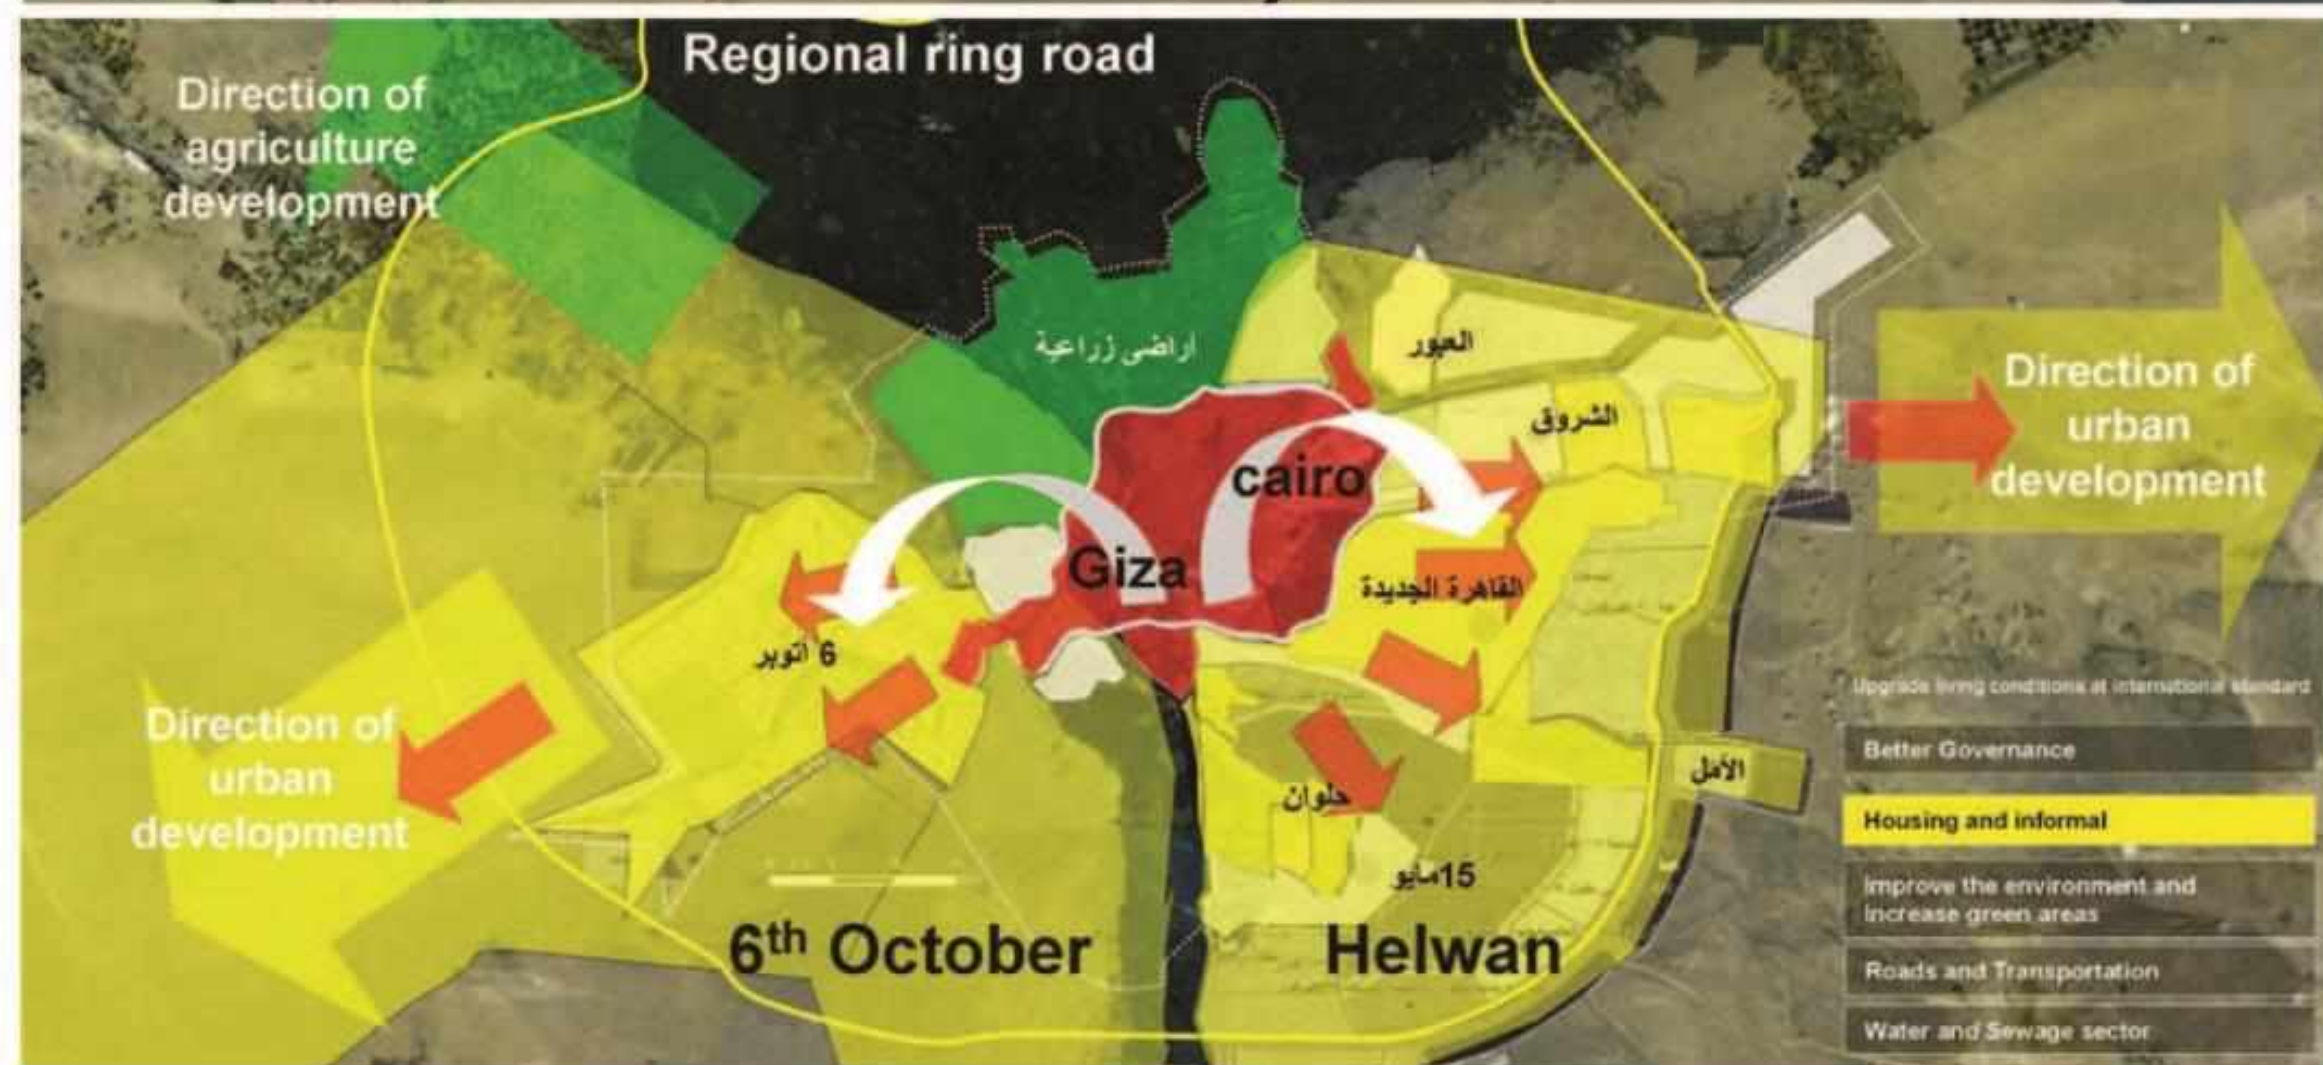 Regional ring road
Direction of
agriculture
development
اراضى زراعية
العبور
الشروق
Direction of
urban
development
cairo
Giza
القاهرة الجديدة
6 اتوبر
Direction of
urban
development
حلوان
الأمل
15مايو
6th October
Helwan
Upgrade living conditions at international standard
Better Governance
Housing and informal
Improve the environment and
Increase green areas
Roads and Transportation
Water and Sewage sector